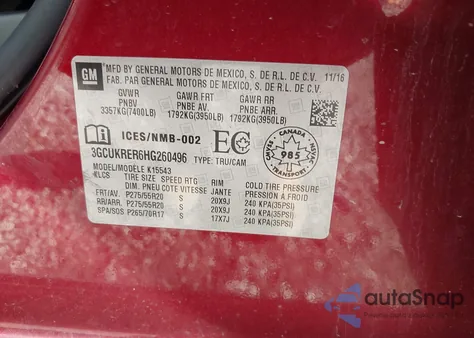 GM
MFD BY GENERAL MOTORS DE MEXICO, S. DE R.L. DE C.V. 11/16
FAB. PAR GENERAL MOTORS DE MEXICO, S. DE R.L. DE C.V.
GVWR GAWR FRT GAWR RR
PNBV PNBE AV. PNBE ARR.
3357KG(7400LB) 1792KG(3950LB) 1792KG(3950LB)
ICES/NMB-002 EC
3GCUKRER6HG260496 TYPE: TRU/CAM
MODEL/MODELE K15543
TIRE SIZE SPEED RTG RIM COLD TIRE PRESSURE
DIM. PNEU COTE VITESSE JANTE PRESSION A FROID
FRT/AV. P275/55R20 S 20X9J 240 KPA(35PSI)
RR/ARR. P275/55R20 S 20X9J 240 KPA(35PSI)
SPA/SOS P265/70R17 S 17X7J 240 KPA(35PSI)
CANADA
985
TRANSPORT
autoSnap